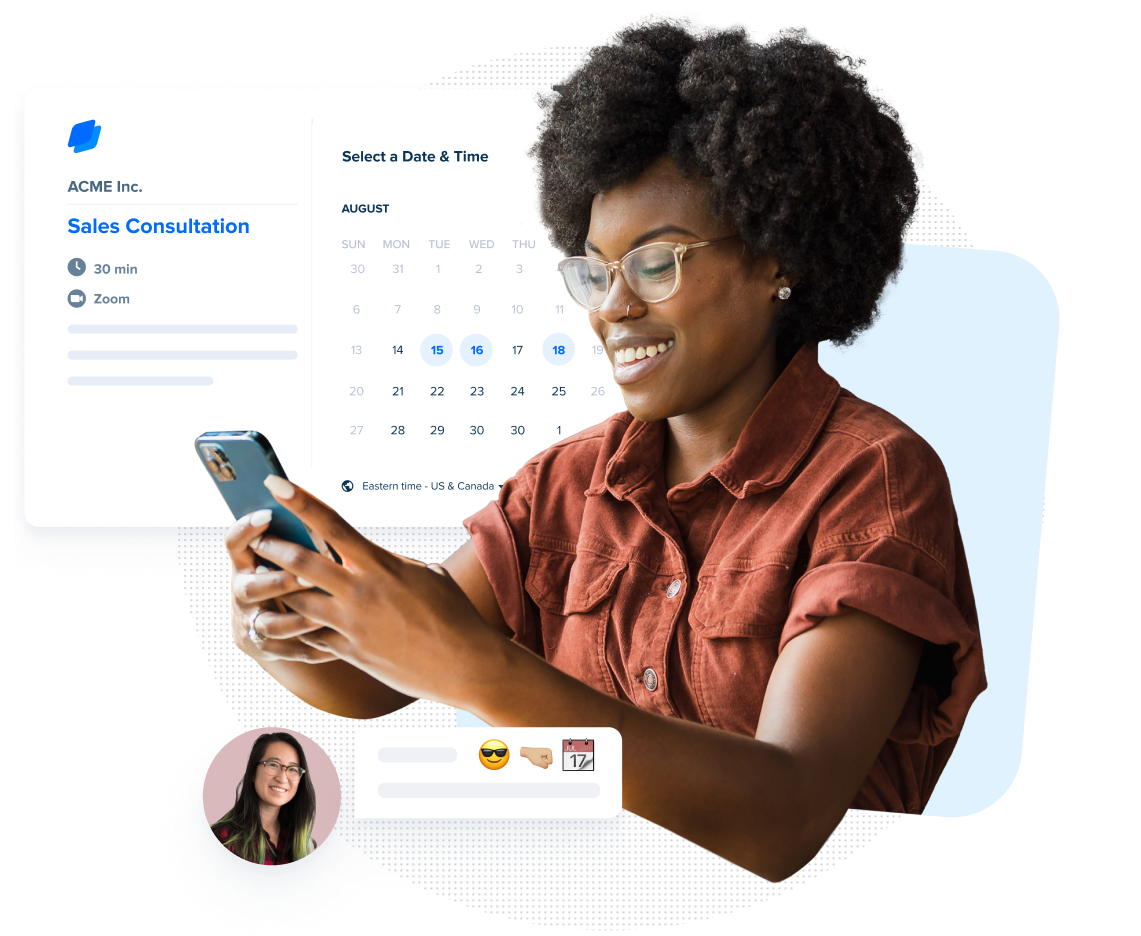 ACME Inc.
Sales Consultation
30 min
Zoom
Select a Date & Time
AUGUST
SUN MON TUE WED THU
30 31 1 2 3
6 7 8 9 10 11
13 14 15 16 17 18 19
20 21 22 23 24 25 26
27 28 29 30 30 1
Eastern time - US & Canada
JUL
17